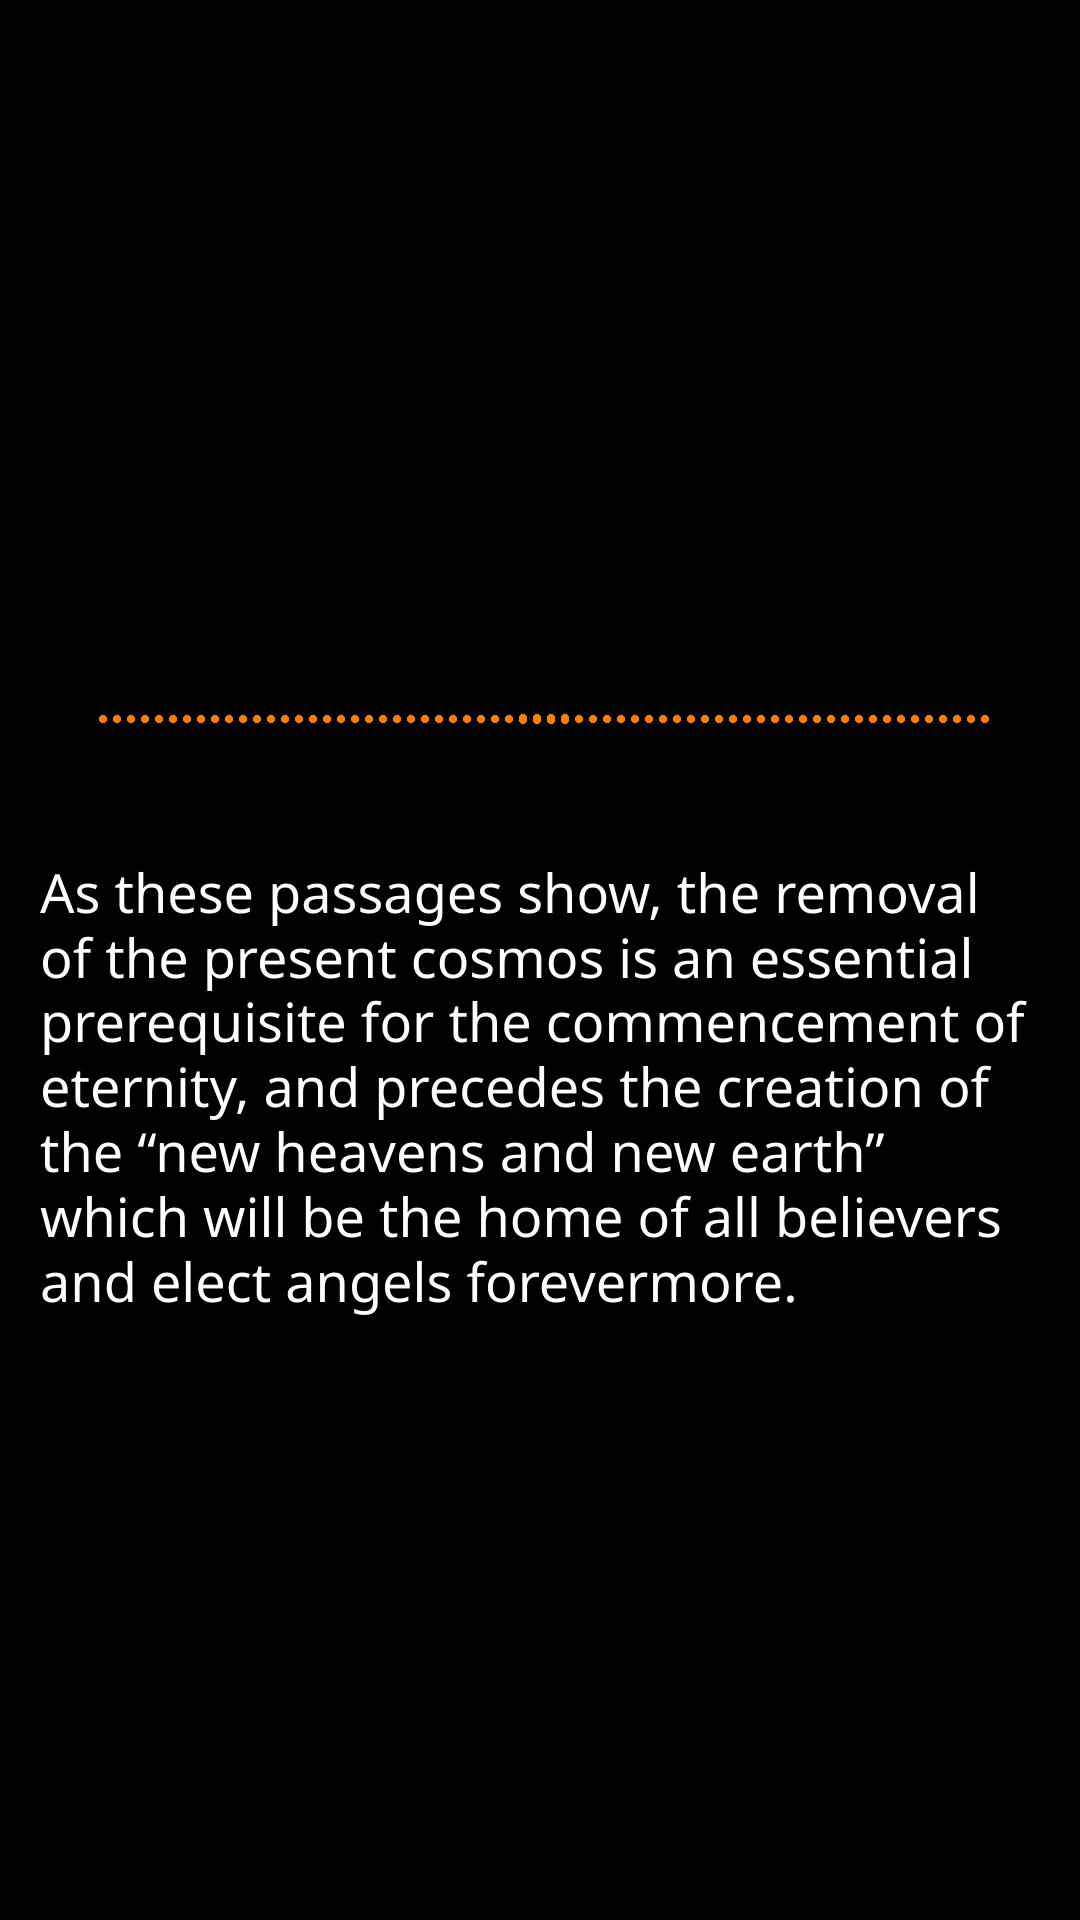 As these passages show, the removal
of the present cosmos is an essential
prerequisite for the commencement of
eternity, and precedes the creation of
the “new heavens and new earth”
which will be the home of all believers
and elect angels forevermore.